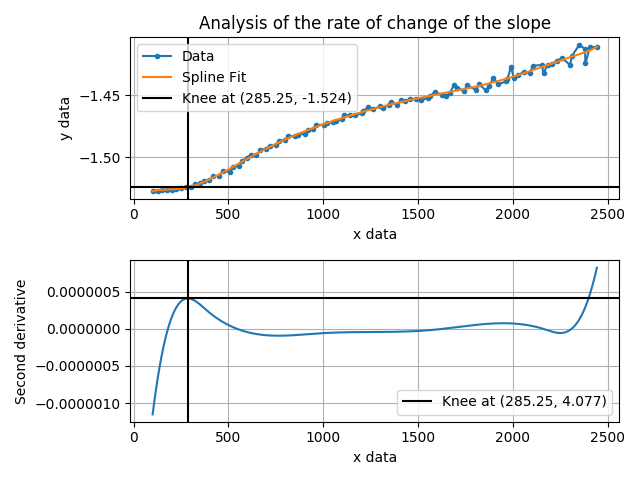 Analysis of the rate of change of the slope
Data
Spline Fit
Knee at (285.25, -1.524)
−1.45
−1.50
y data
0 500 1000 1500 2000 2500
x data
0.0000005
0.0000000
−0.0000005
−0.0000010
Second derivative
Knee at (285.25, 4.077)
0 500 1000 1500 2000 2500
x data